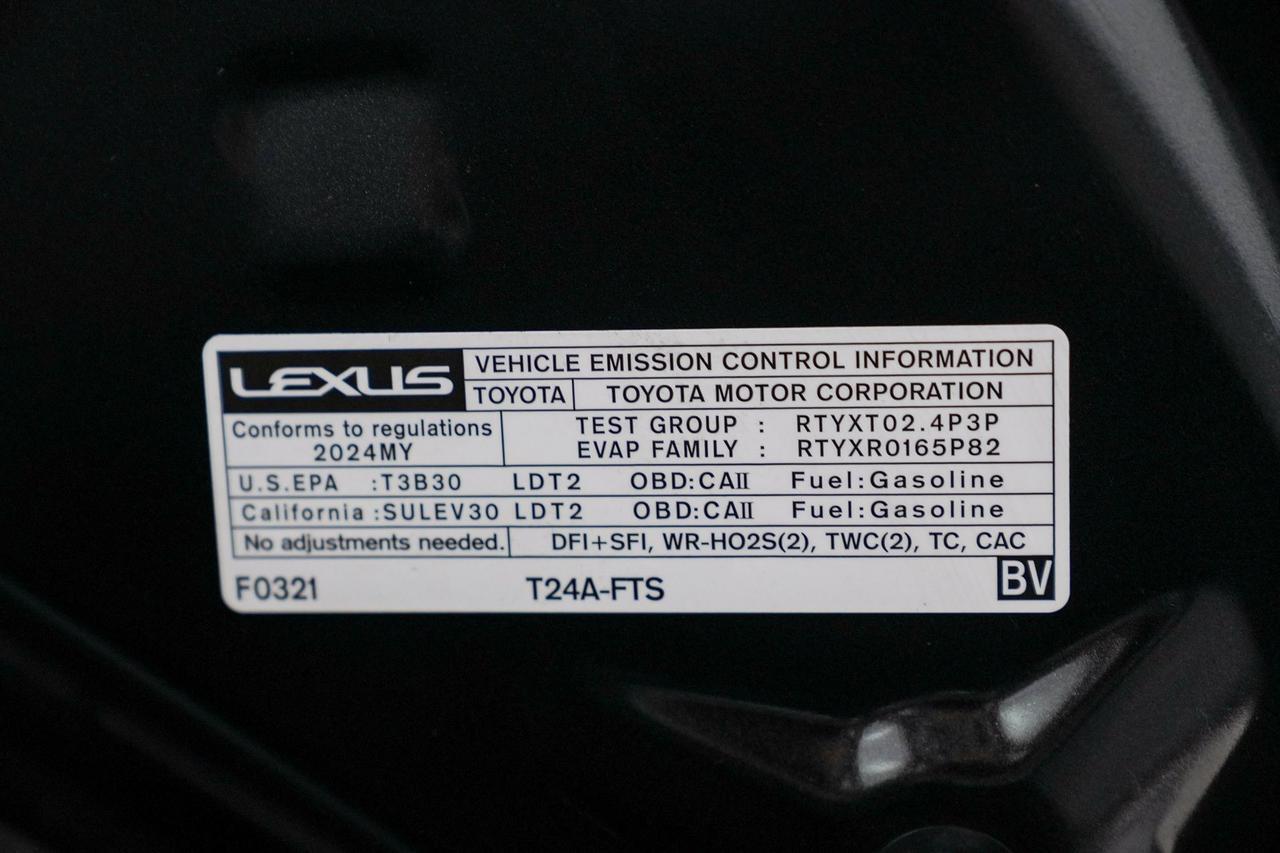 LEXUS VEHICLE EMISSION CONTROL INFORMATION
TOYOTA TOYOTA MOTOR CORPORATION
Conforms to regulations TEST GROUP : RTYXT02.4P3P
2024MY EVAP FAMILY : RTYXR0165P82
U.S.EPA :T3B30 LDT2 OBD:CAII Fuel:Gasoline
California :SULEV30 LDT2 OBD:CAII Fuel:Gasoline
No adjustments needed. DFI+SFI, WR-HO2S(2), TWC(2), TC, CAC
F0321 T24A-FTS BV